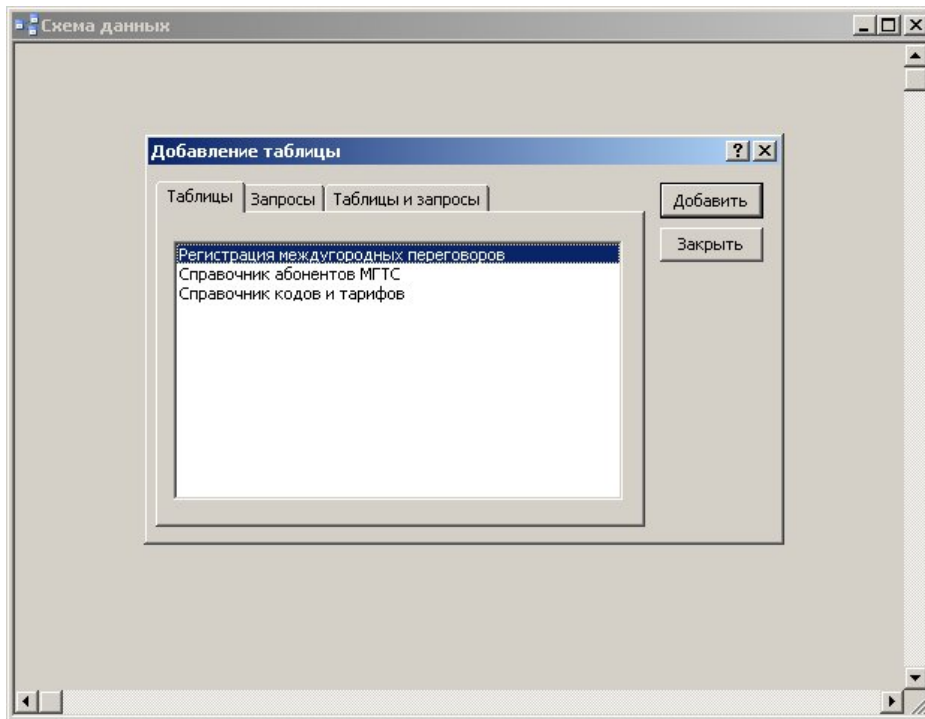 Схема данных
Добавление таблицы
Таблицы Запросы Таблицы и запросы
Добавить
Закрыть
Регистрация междугородных переговоров
Справочник абонентов МГТС
Справочник кодов и тарифов